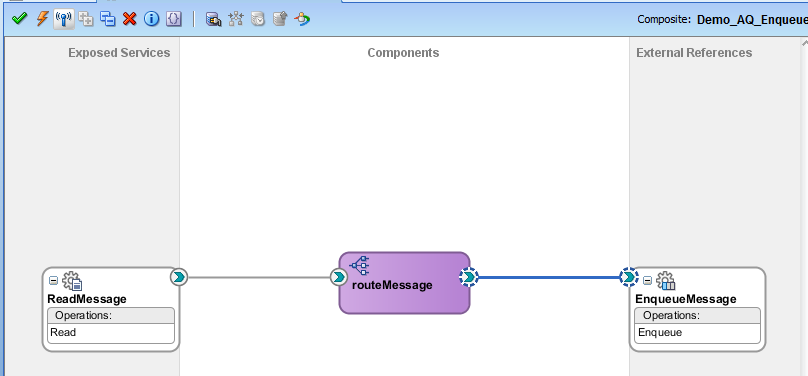 Composite: Demo_AQ_Enqueue
Exposed Services
Components
External References
ReadMessage
Operations:
Read
routeMessage
EnqueueMessage
Operations:
Enqueue